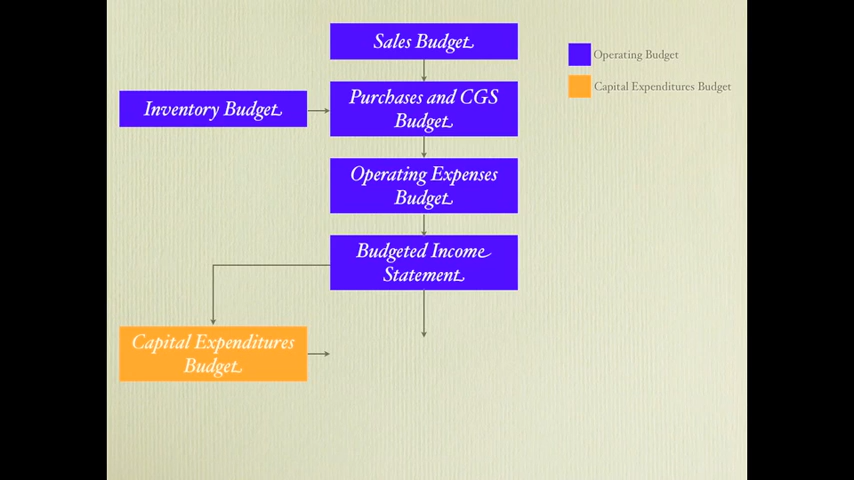 Sales Budget
Operating Budget
Capital Expenditures Budget
Inventory Budget
Purchases and CGS
Budget
Operating Expenses
Budget
Budgeted Income
Statement
Capital Expenditures
Budget